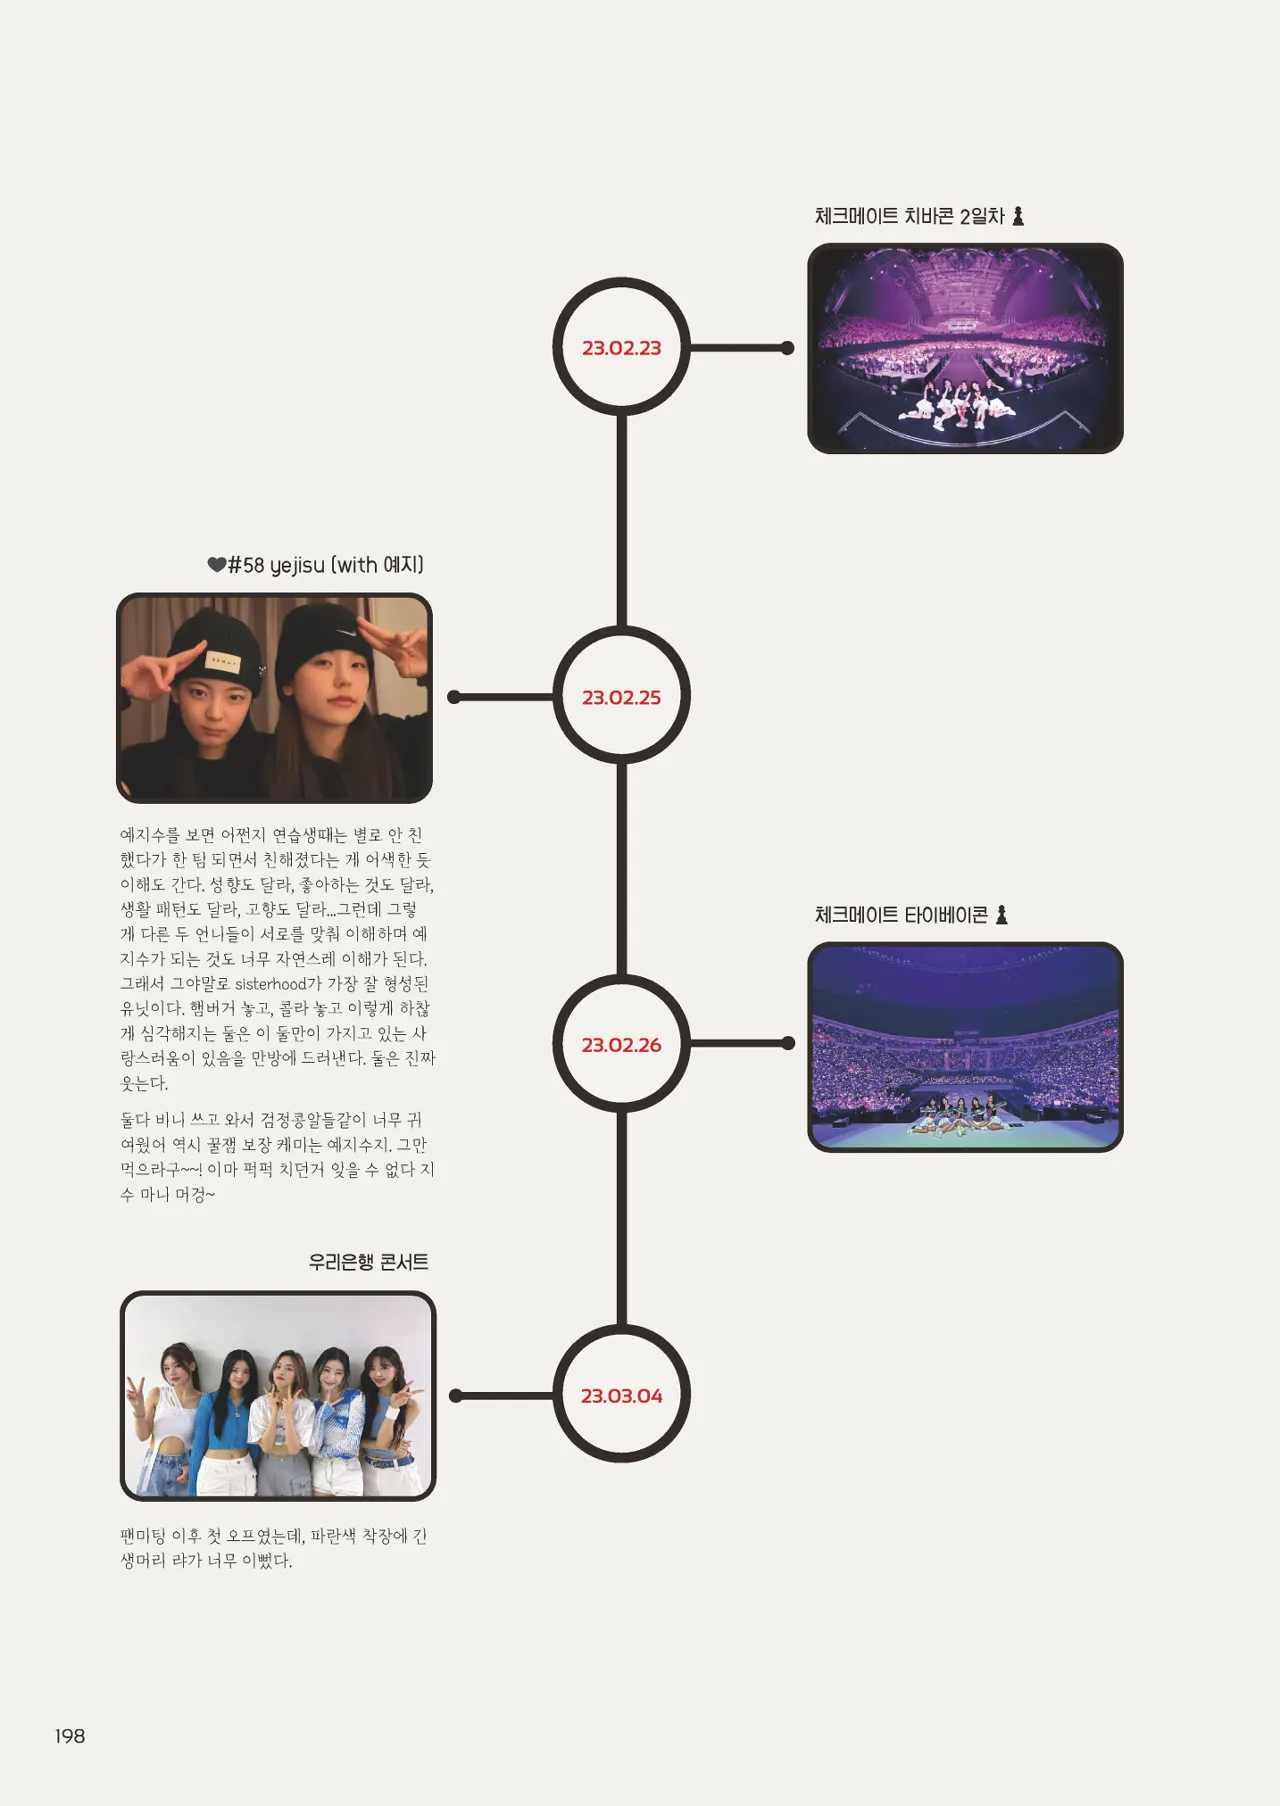 체크메이트 치바콘 2일차
23.02.23
♥#58 yejisu (with 예지)
23.02.25
예지수를 보면 어쩐지 연습생때는 별로 안 친
했다가 한 팀 되면서 친해졌다는 게 어색한 듯
이해도 간다. 성향도 달라, 좋아하는 것도 달라,
생활 패턴도 달라, 고향도 달라...그런데 그렇
게 다른 두 언니들이 서로를 맞춰 이해하며 예
지수가 되는 것도 너무 자연스레 이해가 된다.
그래서 그야말로 sisterhood가 가장 잘 형성된
유닛이다. 햄버거 놓고, 콜라 놓고 이렇게 하찮
게 심각해지는 둘은 이 둘만이 가지고 있는 사
랑스러움이 있음을 만방에 드러낸다. 둘은 진짜
웃는다.
둘다 비니 쓰고 와서 검정콩알들같이 너무 귀
여웠어 역시 꿀잼 보장 케미는 예지수지. 그만
먹으라구~~! 이마 퍽퍽 치던거 잊을 수 없다 지
수 마니 머겅~
체크메이트 타이베이콘
23.02.26
우리은행 콘서트
23.03.04
팬미팅 이후 첫 오프였는데, 파란색 착장에 긴
생머리 랴가 너무 이뻤다.
198